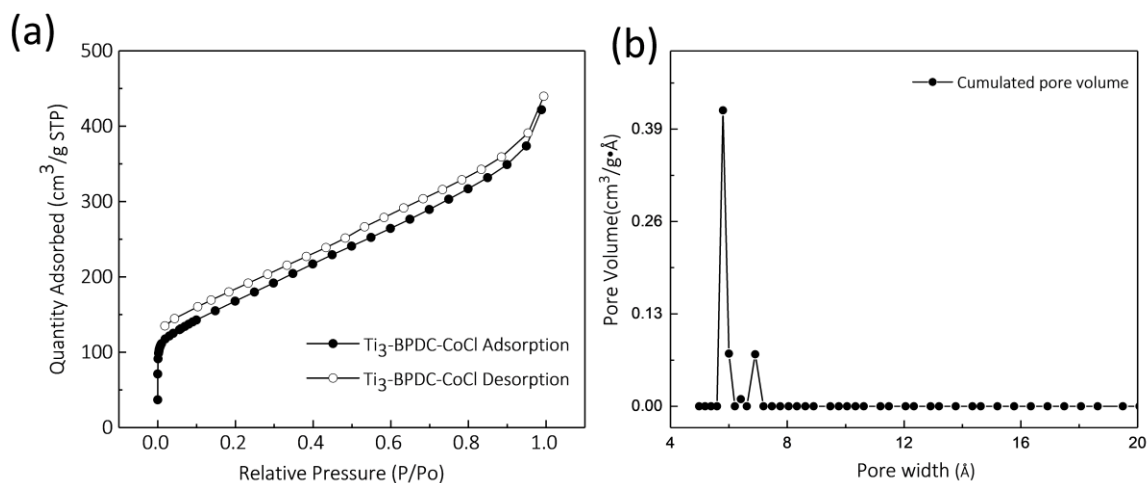 (a)
500
400
300
200
100
0
Quantity Adsorbed (cm³/g STP)
Ti₃-BPDC-CoCl Adsorption
Ti₃-BPDC-CoCl Desorption
0.0 0.2 0.4 0.6 0.8 1.0
Relative Pressure (P/Po)
(b)
Cumulated pore volume
0.39
0.26
0.13
0.00
Pore Volume(cm³/g•Å)
4 8 12 16 20
Pore width (Å)